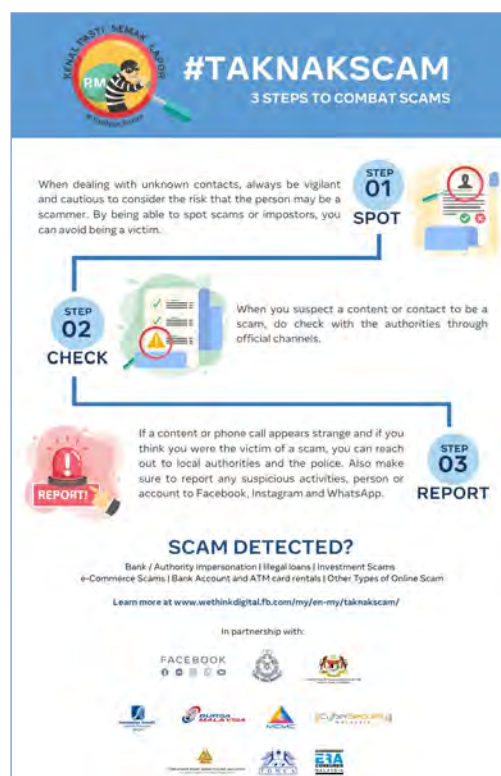 KENAL PASTI SEMAK LAPOR
RM
#TAKNAKSCAM
3 STEPS TO COMBAT SCAMS
When dealing with unknown contacts, always be vigilant
and cautious to consider the risk that the person may be a
scammer. By being able to spot scams or impostors, you
can avoid being a victim.
STEP
01
SPOT
STEP
02
CHECK
When you suspect a content or contact to be a
scam, do check with the authorities through
official channels.
REPORT!
If a content or phone call appears strange and if you
think you were the victim of a scam, you can reach
out to local authorities and the police. Also make
sure to report any suspicious activities, person or
account to Facebook, Instagram and WhatsApp.
STEP
03
REPORT
SCAM DETECTED?
Bank / Authority Impersonation | Illegal loans | Investment Scams
e-Commerce Scams | Bank Account and ATM card rentals | Other Types of Online Scam
Learn more at www.wethinkdigital.fb.com/my/en-my/taknakscam/
In partnership with:
FACEBOOK
BURSA
MALAYSIA
MCMC
CyberSecurity
MALAYSIA
FOMCA
ERA
CONSUMER
MALAYSIA